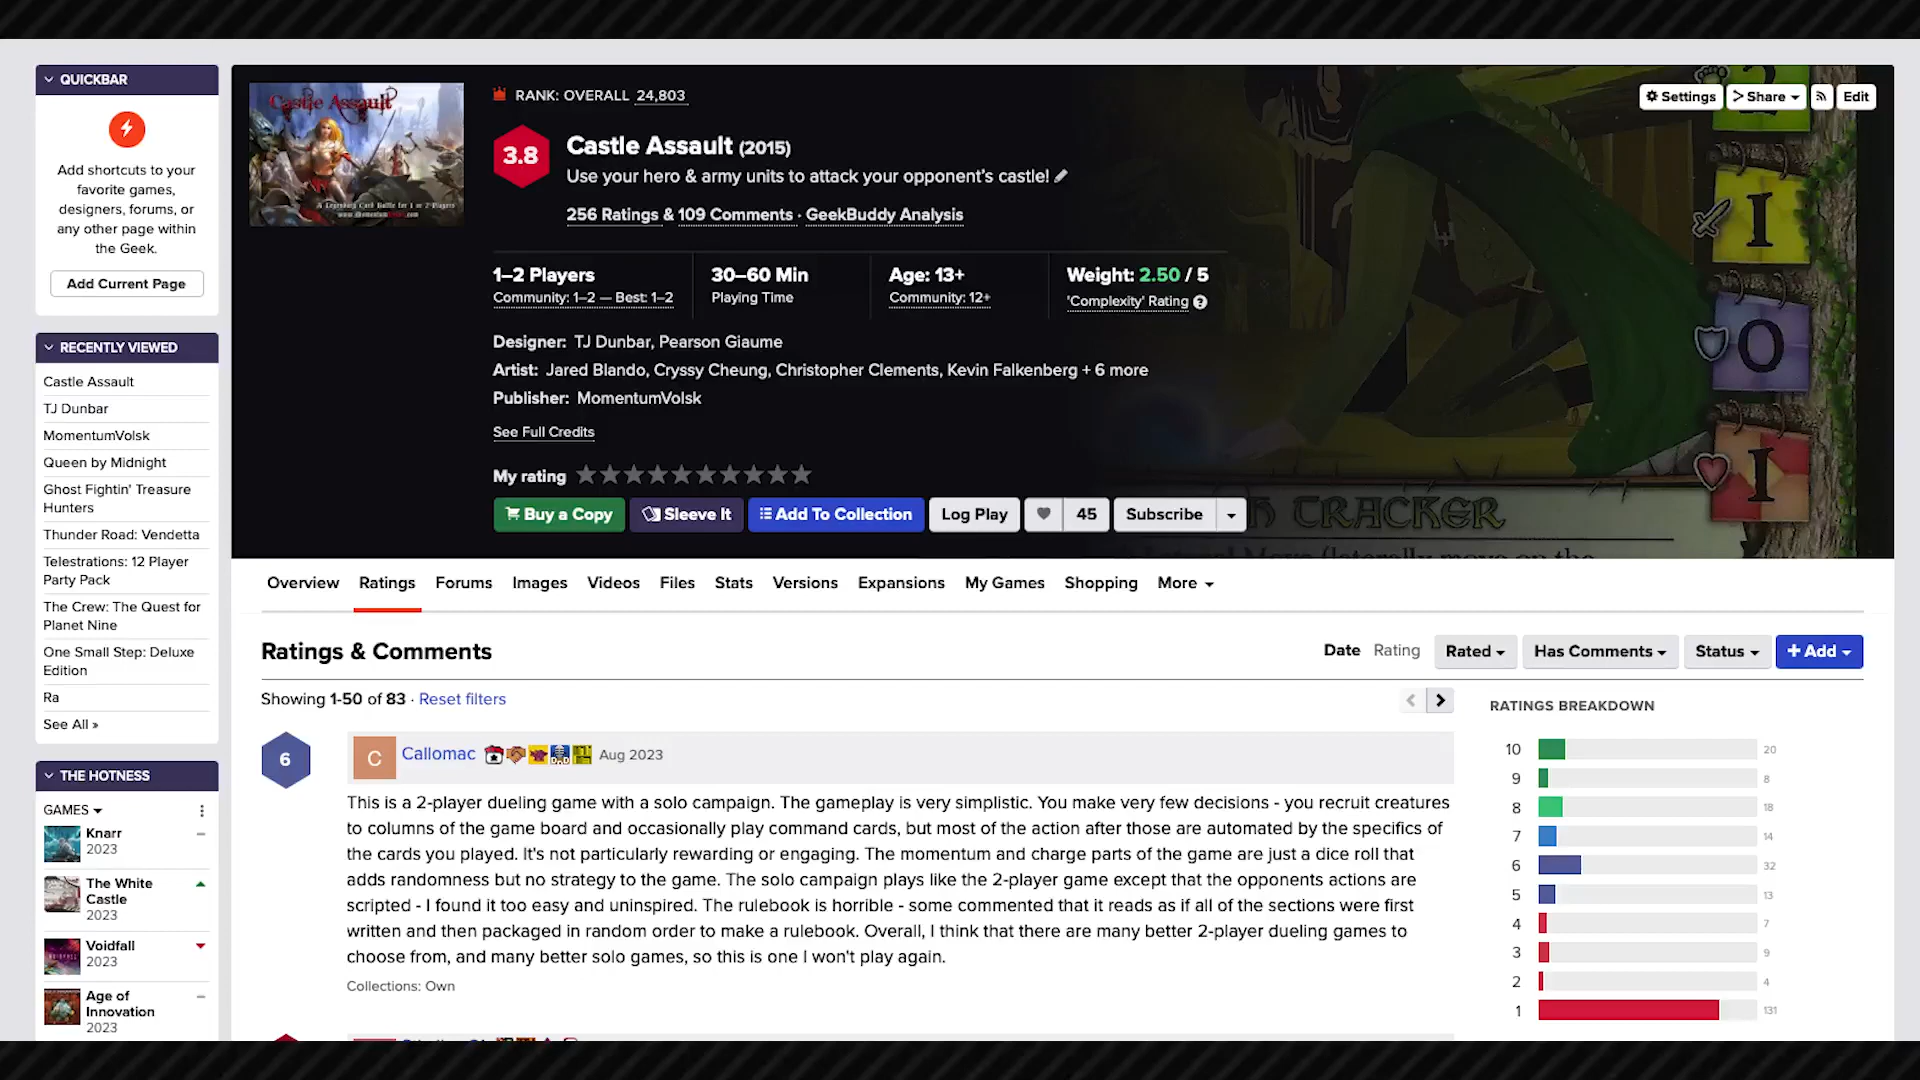 QUICKBAR
Add shortcuts to your
favorite games,
designers, forums, or
any other page within
the Geek.
Add Current Page
RECENTLY VIEWED
Castle Assault
TJ Dunbar
MomentumVolsk
Queen by Midnight
Ghost Fightin' Treasure
Hunters
Thunder Road: Vendetta
Telestrations: 12 Player
Party Pack
The Crew: The Quest for
Planet Nine
One Small Step: Deluxe
Edition
Ra
See All »
THE HOTNESS
GAMES
Knarr
2023
The White
Castle
2023
Voidfall
2023
Age of
Innovation
2023
Castle Assault
A Legendary Card Battle for 1 or 2 Players
RANK: OVERALL 24,803
3.8
Castle Assault (2015)
Use your hero & army units to attack your opponent's castle!
256 Ratings & 109 Comments · GeekBuddy Analysis
Settings Share Edit
1–2 Players
Community: 1–2 — Best: 1–2
30–60 Min
Playing Time
Age: 13+
Community: 12+
Weight: 2.50 / 5
'Complexity' Rating ?
Designer: TJ Dunbar, Pearson Giaume
Artist: Jared Blando, Cryssy Cheung, Christopher Clements, Kevin Falkenberg + 6 more
Publisher: MomentumVolsk
See Full Credits
My rating
Buy a Copy Sleeve It Add To Collection Log Play 45 Subscribe
2
1
0
1
TRACKER
Overview Ratings Forums Images Videos Files Stats Versions Expansions My Games Shopping More
Ratings & Comments
Date Rating Rated Has Comments Status + Add
Showing 1-50 of 83 · Reset filters
6
C Callomac Aug 2023
This is a 2-player dueling game with a solo campaign. The gameplay is very simplistic. You make very few decisions - you recruit creatures
to columns of the game board and occasionally play command cards, but most of the action after those are automated by the specifics of
the cards you played. It's not particularly rewarding or engaging. The momentum and charge parts of the game are just a dice roll that
adds randomness but no strategy to the game. The solo campaign plays like the 2-player game except that the opponents actions are
scripted - I found it too easy and uninspired. The rulebook is horrible - some commented that it reads as if all of the sections were first
written and then packaged in random order to make a rulebook. Overall, I think that there are many better 2-player dueling games to
choose from, and many better solo games, so this is one I won't play again.
Collections: Own
RATINGS BREAKDOWN
10 20
9 8
8 18
7 14
6 32
5 13
4 7
3 9
2 4
1 131